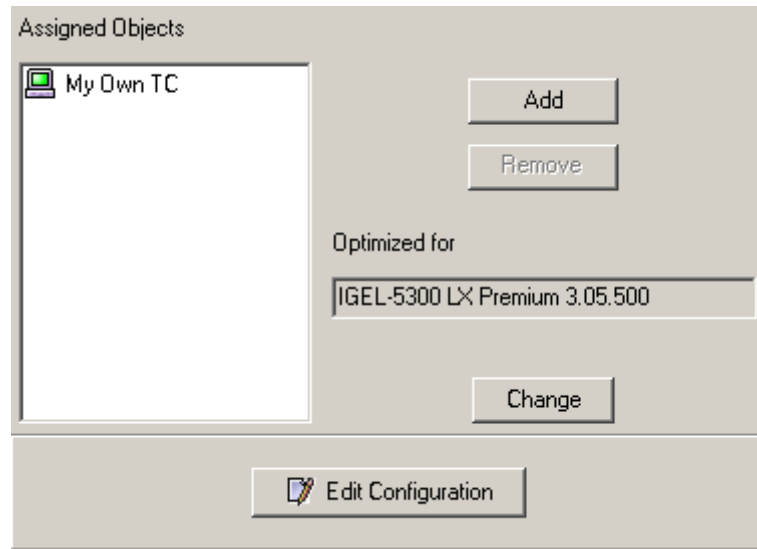 Assigned Objects
My Own TC
Add
Remove
Optimized for
IGEL-5300 LX Premium 3.05.500
Change
Edit Configuration